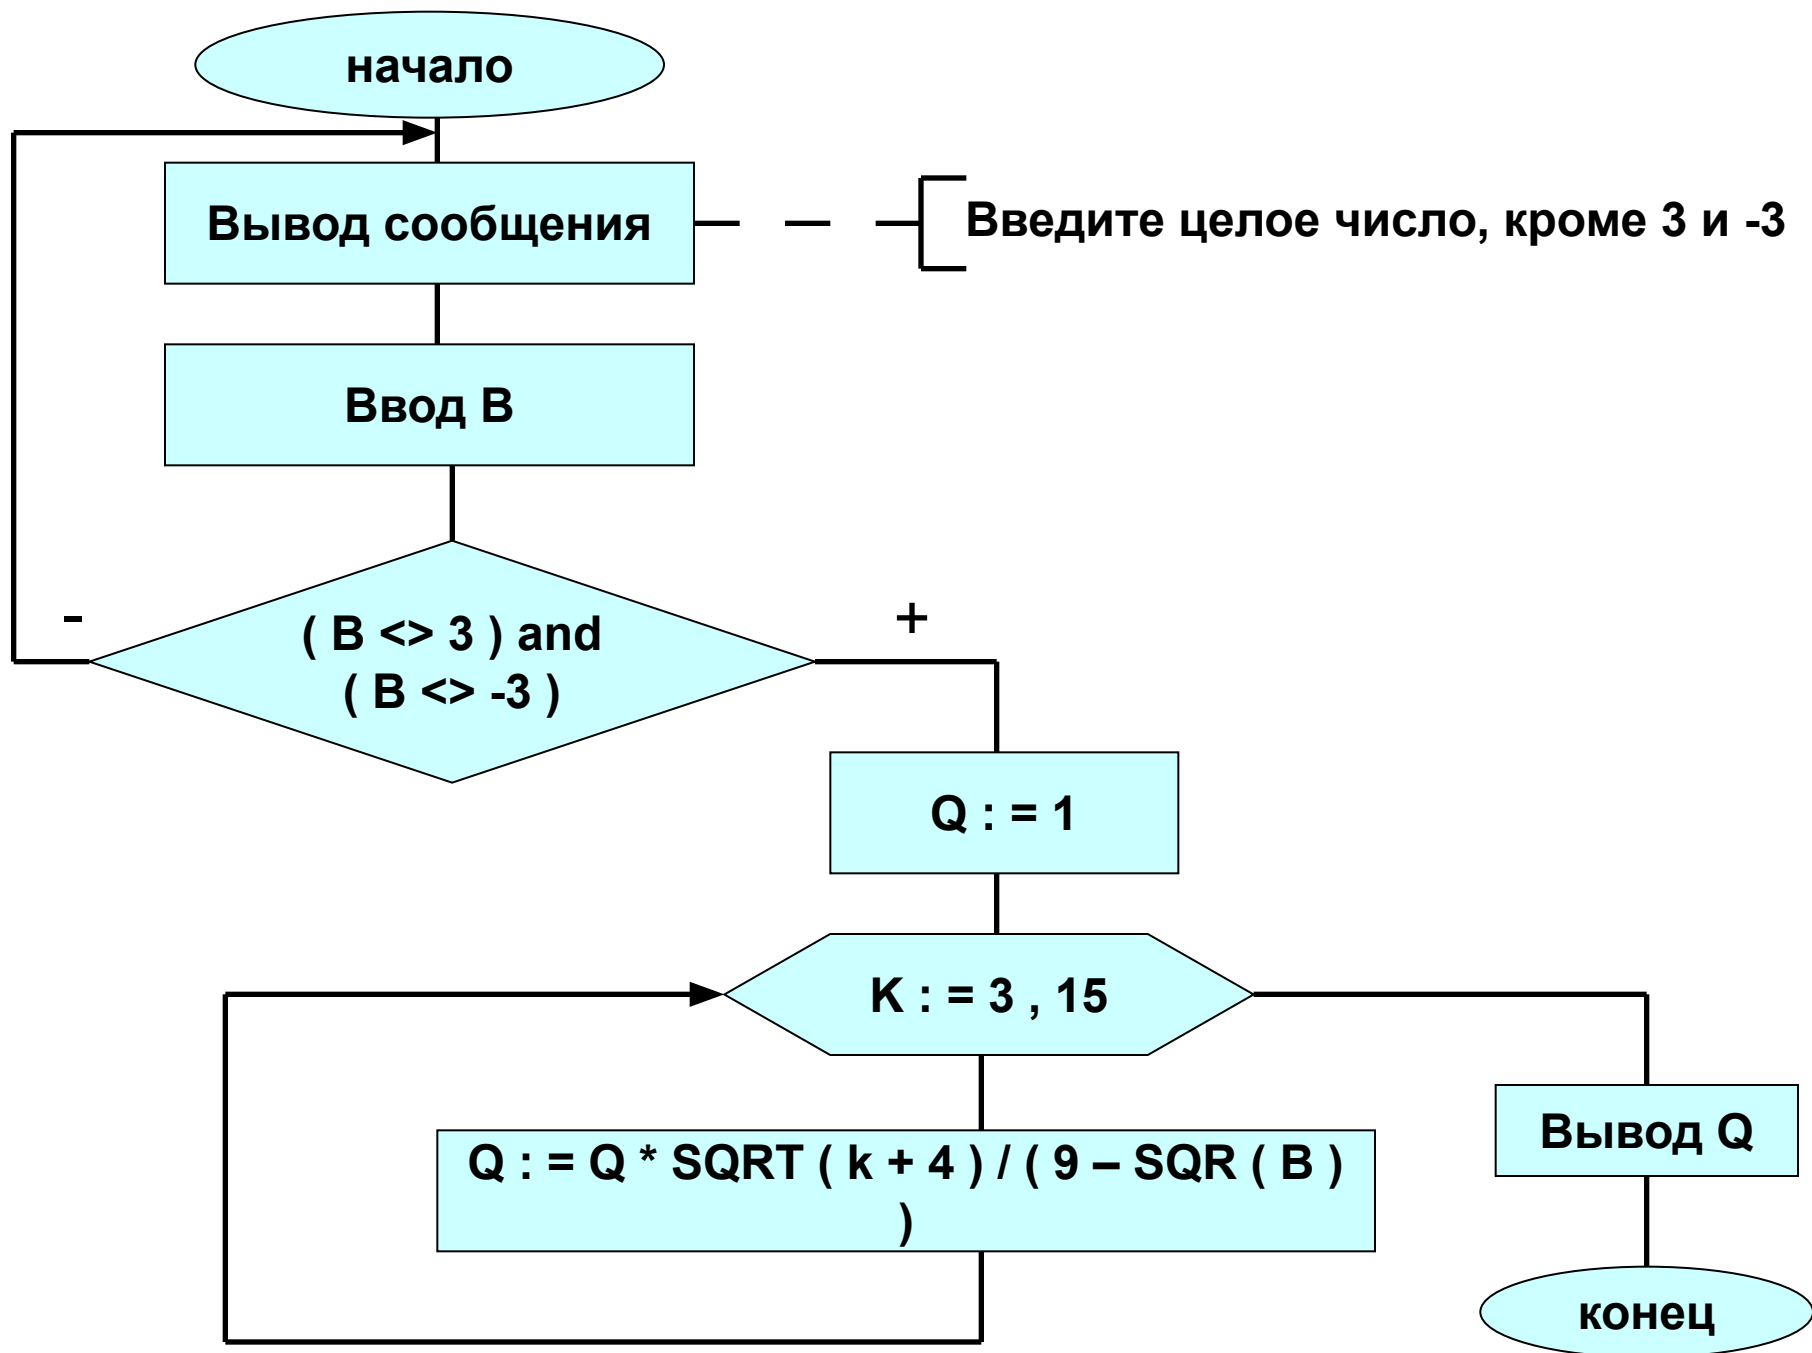 начало
Вывод сообщения
Введите целое число, кроме 3 и -3
Ввод B
-
+
( B <> 3 ) and
( B <> -3 )
Q : = 1
K : = 3 , 15
Q : = Q * SQRT ( k + 4 ) / ( 9 – SQR ( B )
)
Вывод Q
конец